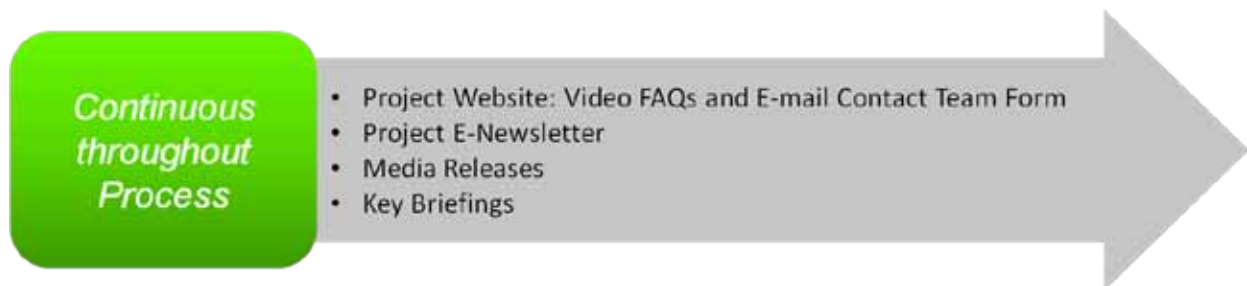 Continuous
throughout
Process
• Project Website: Video FAQs and E-mail Contact Team Form
• Project E-Newsletter
• Media Releases
• Key Briefings